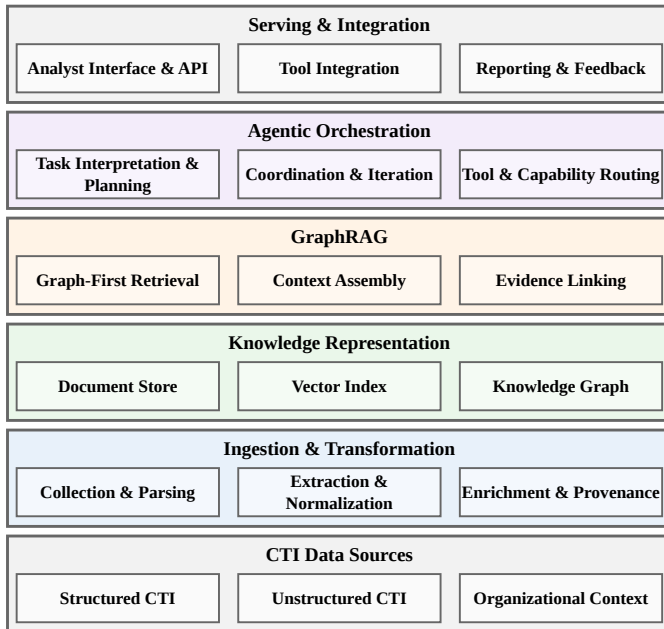 Serving & Integration
Analyst Interface & API
Tool Integration
Reporting & Feedback
Agentic Orchestration
Task Interpretation &
Planning
Coordination & Iteration
Tool & Capability Routing
GraphRAG
Graph-First Retrieval
Context Assembly
Evidence Linking
Knowledge Representation
Document Store
Vector Index
Knowledge Graph
Ingestion & Transformation
Collection & Parsing
Extraction &
Normalization
Enrichment & Provenance
CTI Data Sources
Structured CTI
Unstructured CTI
Organizational Context